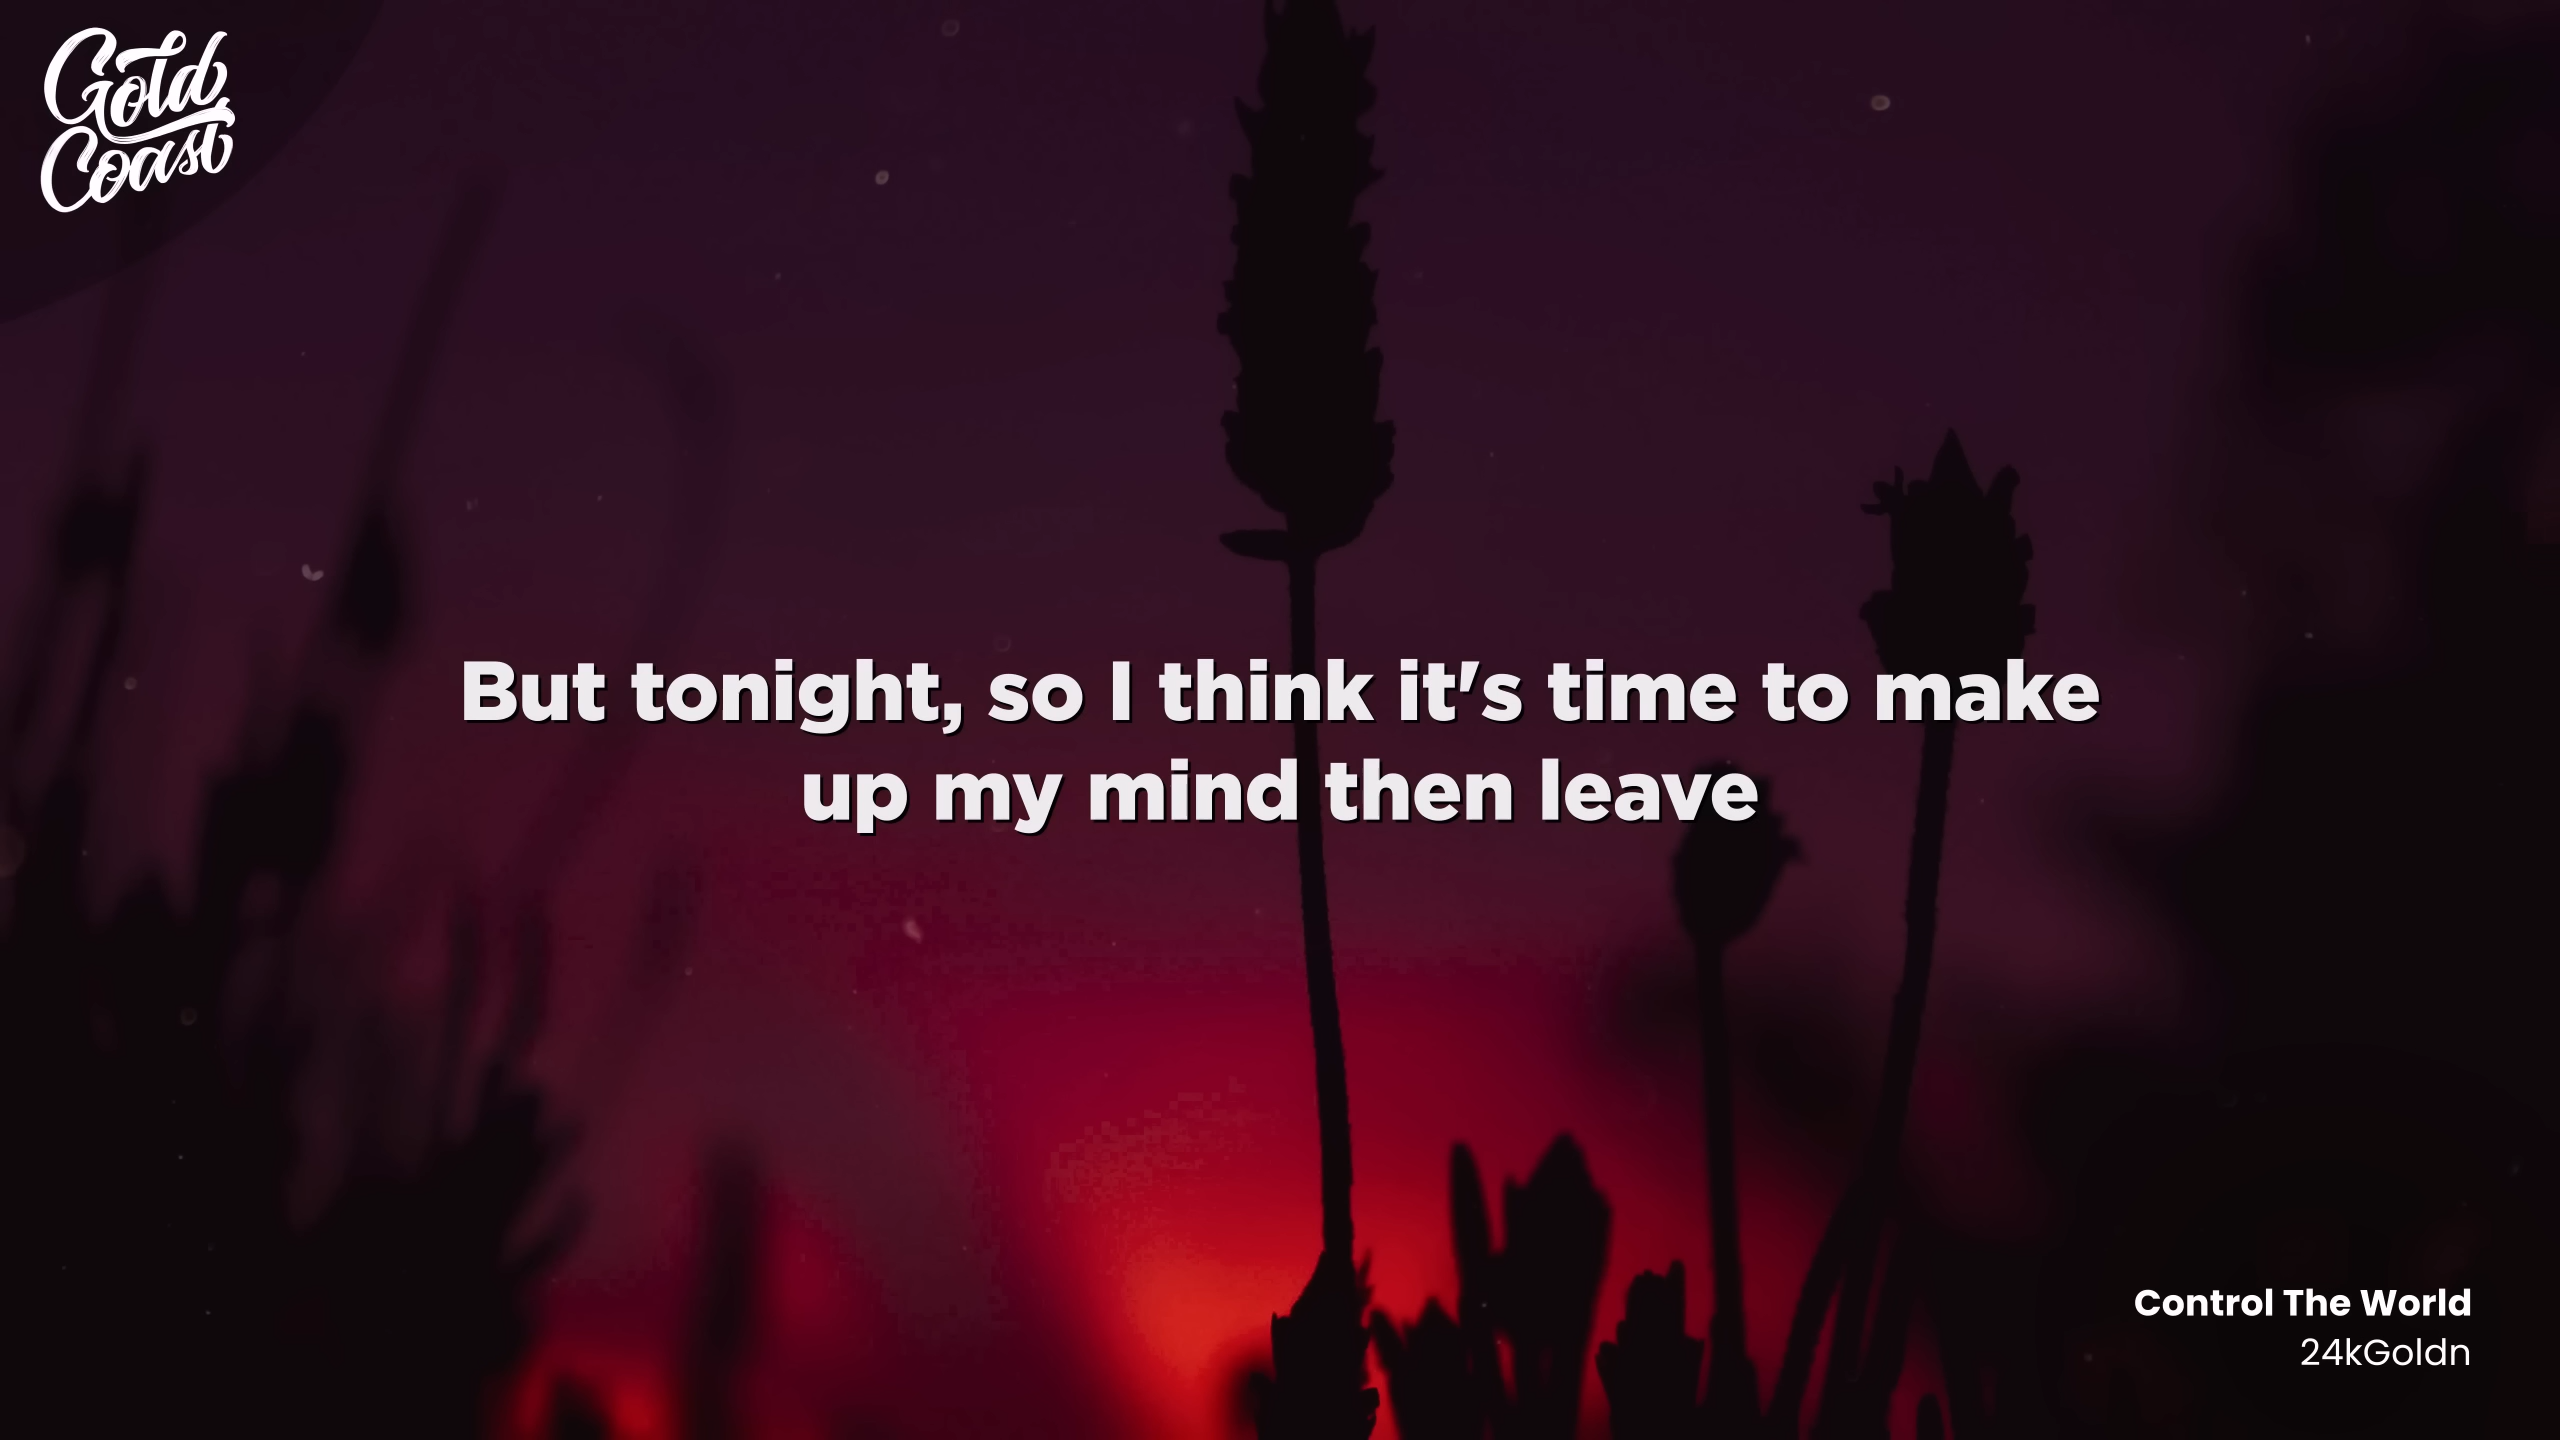 Gold
Coast
But tonight, so I think it's time to make
up my mind then leave
Control The World
24kGoldn